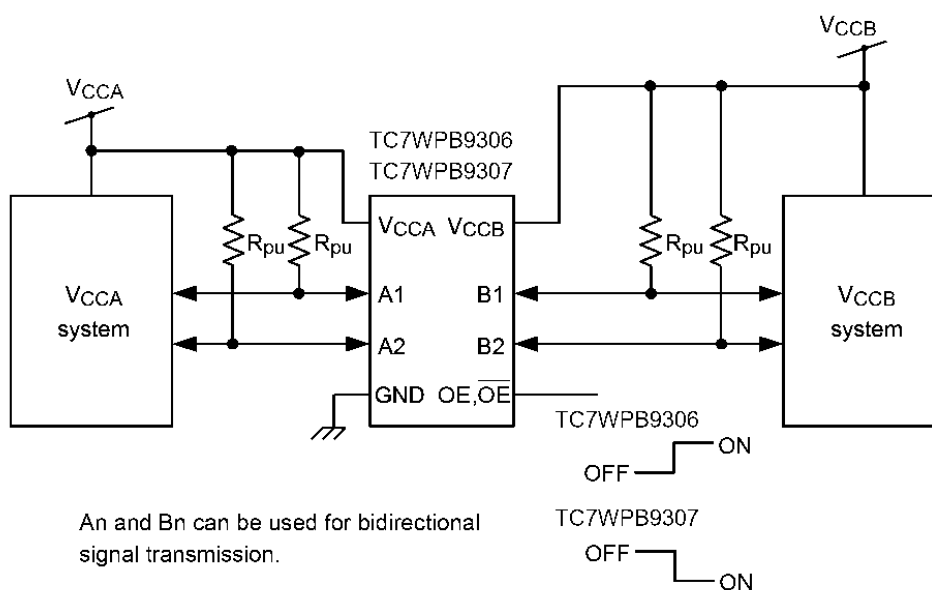 VCCB
VCCA
TC7WPB9306
TC7WPB9307
VCCA VCCB
Rpu Rpu Rpu Rpu
VCCA
system
A1 B1
VCCB
system
A2 B2
GND OE,O̅E̅
TC7WPB9306
OFF ON
TC7WPB9307
OFF ON
An and Bn can be used for bidirectional
signal transmission.